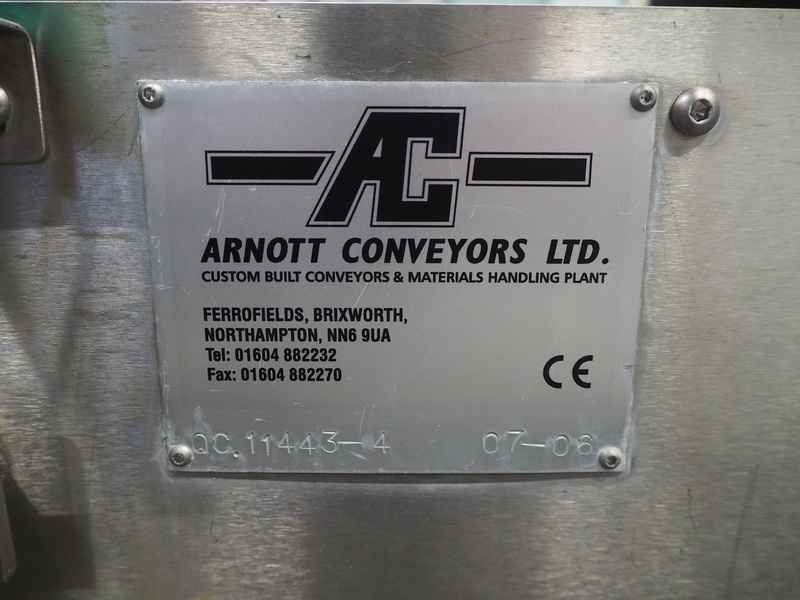 AC
ARNOTT CONVEYORS LTD.
CUSTOM BUILT CONVEYORS & MATERIALS HANDLING PLANT
FERROFIELDS, BRIXWORTH,
NORTHAMPTON, NN6 9UA
Tel: 01604 882232
Fax: 01604 882270
CE
QC.11443-4 07-06